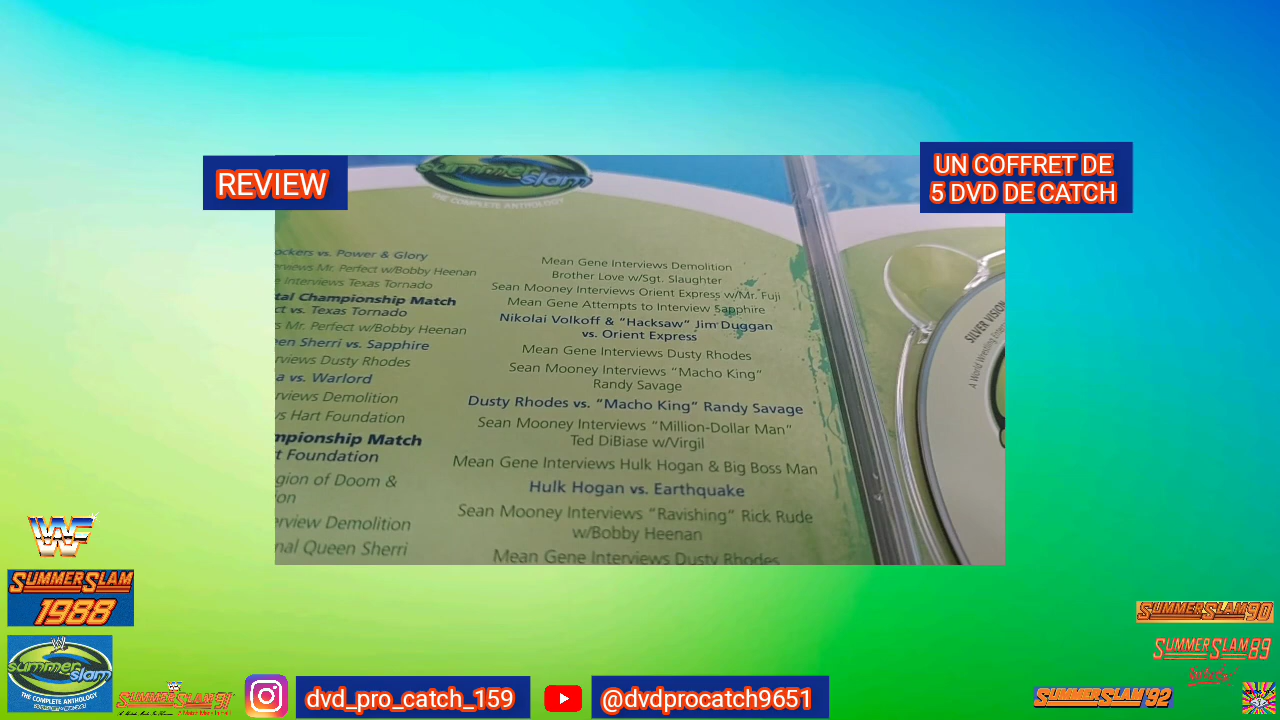 REVIEW
UN COFFRET DE
5 DVD DE CATCH
summerslam
THE COMPLETE ANTHOLOGY
ockers vs. Power & Glory
erviews Mr. Perfect w/Bobby Heenan
e Interviews Texas Tornado
tal Championship Match
ct vs. Texas Tornado
s Mr. Perfect w/Bobby Heenan
een Sherri vs. Sapphire
rviews Dusty Rhodes
a vs. Warlord
rviews Demolition
vs Hart Foundation
mpionship Match
t Foundation
gion of Doom &
on
erview Demolition
nal Queen Sherri
Mean Gene Interviews Demolition
Brother Love w/Sgt. Slaughter
Sean Mooney Interviews Orient Express w/Mr. Fuji
Mean Gene Attempts to Interview Sapphire
Nikolai Volkoff & "Hacksaw" Jim Duggan
vs. Orient Express
Mean Gene Interviews Dusty Rhodes
Sean Mooney Interviews "Macho King"
Randy Savage
Dusty Rhodes vs. "Macho King" Randy Savage
Sean Mooney Interviews "Million-Dollar Man"
Ted DiBiase w/Virgil
Mean Gene Interviews Hulk Hogan & Big Boss Man
Hulk Hogan vs. Earthquake
Sean Mooney Interviews "Ravishing" Rick Rude
w/Bobby Heenan
Mean Gene Interviews Dusty Rhodes
SILVER VISION
A World Wrestling
WF
SUMMERSLAM
1988
summerslam
THE COMPLETE ANTHOLOGY
SUMMERSLAM 91
dvd_pro_catch_159
@dvdprocatch9651
SUMMERSLAM 90
SUMMERSLAM 89
SUMMERSLAM '92